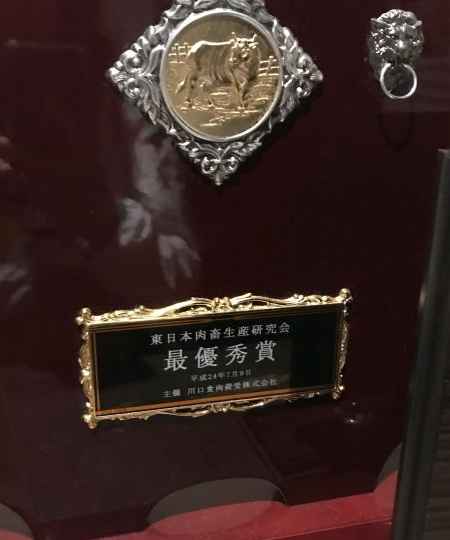 東日本肉畜生産研究会
最優秀賞
平成24年7月9日
主催 川口食肉荷受株式会社